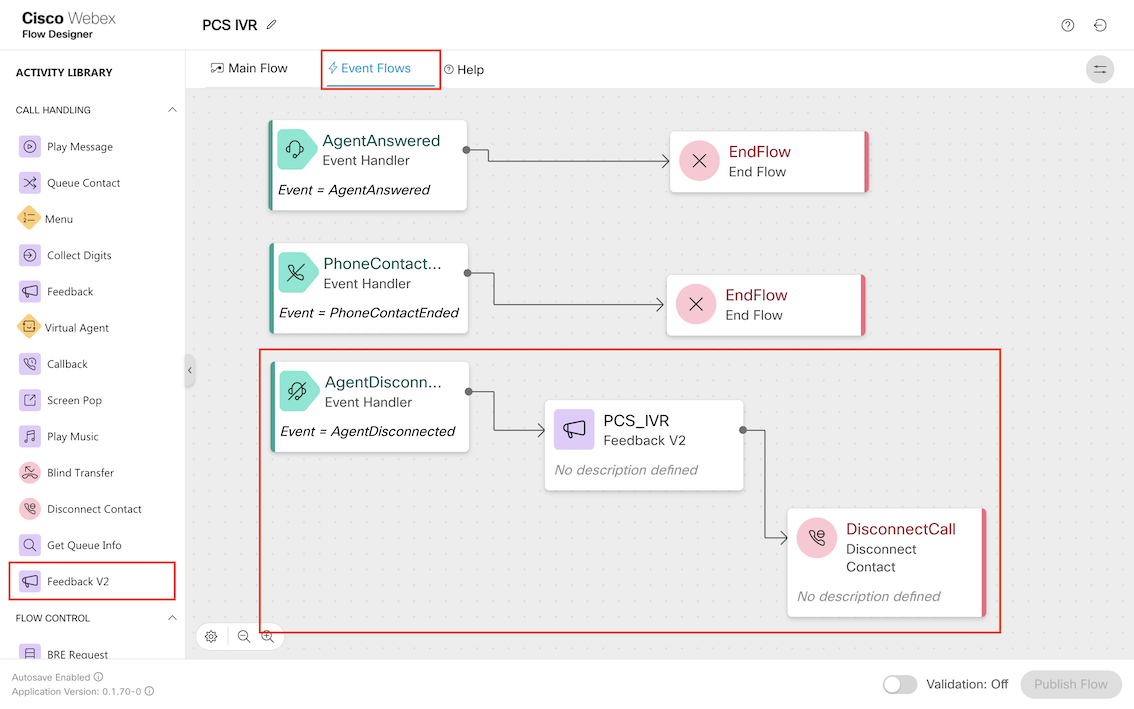 Cisco Webex
Flow Designer
PCS IVR
ACTIVITY LIBRARY
CALL HANDLING
Play Message
Queue Contact
Menu
Collect Digits
Feedback
Virtual Agent
Callback
Screen Pop
Play Music
Blind Transfer
Disconnect Contact
Get Queue Info
Feedback V2
FLOW CONTROL
BRE Request
Main Flow
Event Flows
Help
AgentAnswered
Event Handler
Event = AgentAnswered
EndFlow
End Flow
PhoneContact...
Event Handler
Event = PhoneContactEnded
EndFlow
End Flow
AgentDisconn...
Event Handler
Event = AgentDisconnected
PCS_IVR
Feedback V2
No description defined
DisconnectCall
Disconnect
Contact
No description defined
Autosave Enabled
Application Version: 0.1.70-0
Validation: Off
Publish Flow